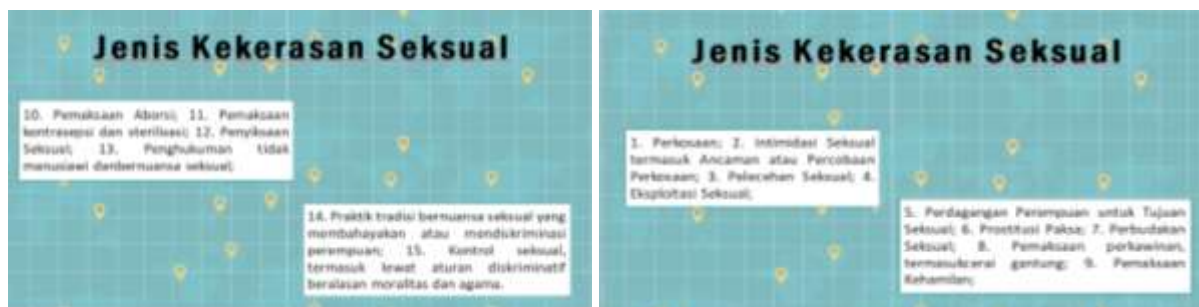 Jenis Kekerasan Seksual
10. Pemaksaan Aborsi; 11. Pemaksaan
kontrasepsi dan sterilisasi; 12. Penyiksaan
Seksual; 13. Penghukuman tidak
manusiawi danbernuansa seksual;
14. Praktik tradisi bernuansa seksual yang
membahayakan atau mendiskriminasi
perempuan; 15. Kontrol seksual,
termasuk lewat aturan diskriminatif
beralasan moralitas dan agama.
Jenis Kekerasan Seksual
1. Perkosaan; 2. Intimidasi Seksual
termasuk Ancaman atau Percobaan
Perkosaan; 3. Pelecehan Seksual; 4.
Eksploitasi Seksual;
5. Perdagangan Perempuan untuk Tujuan
Seksual; 6. Prostitusi Paksa; 7. Perbudakan
Seksual; 8. Pemaksaan perkawinan,
termasukcerai gantung; 9. Pemaksaan
Kehamilan;